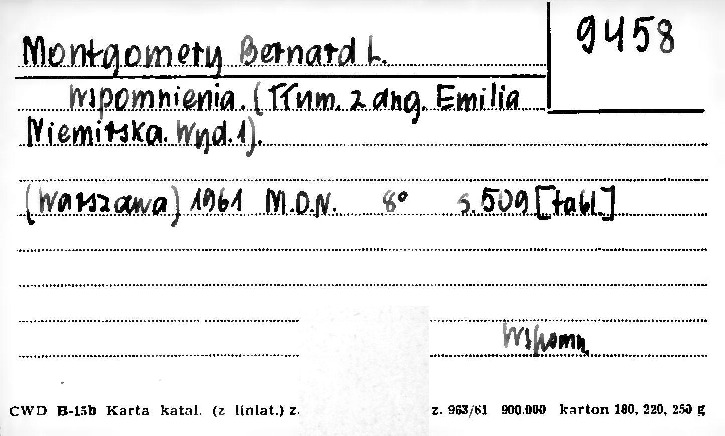 9458
Montgomery Bernard L.
Wspomnienia. (Tłum. z ang. Emilia
Niemirska. Wyd. 1).
(Warszawa) 1961 M.O.N. 8° s. 509 [tabl.]
Wspomn
CWD B-15b Karta katal. (z liniat.) z. z. 963/61 900.000 karton 180, 220, 250 g